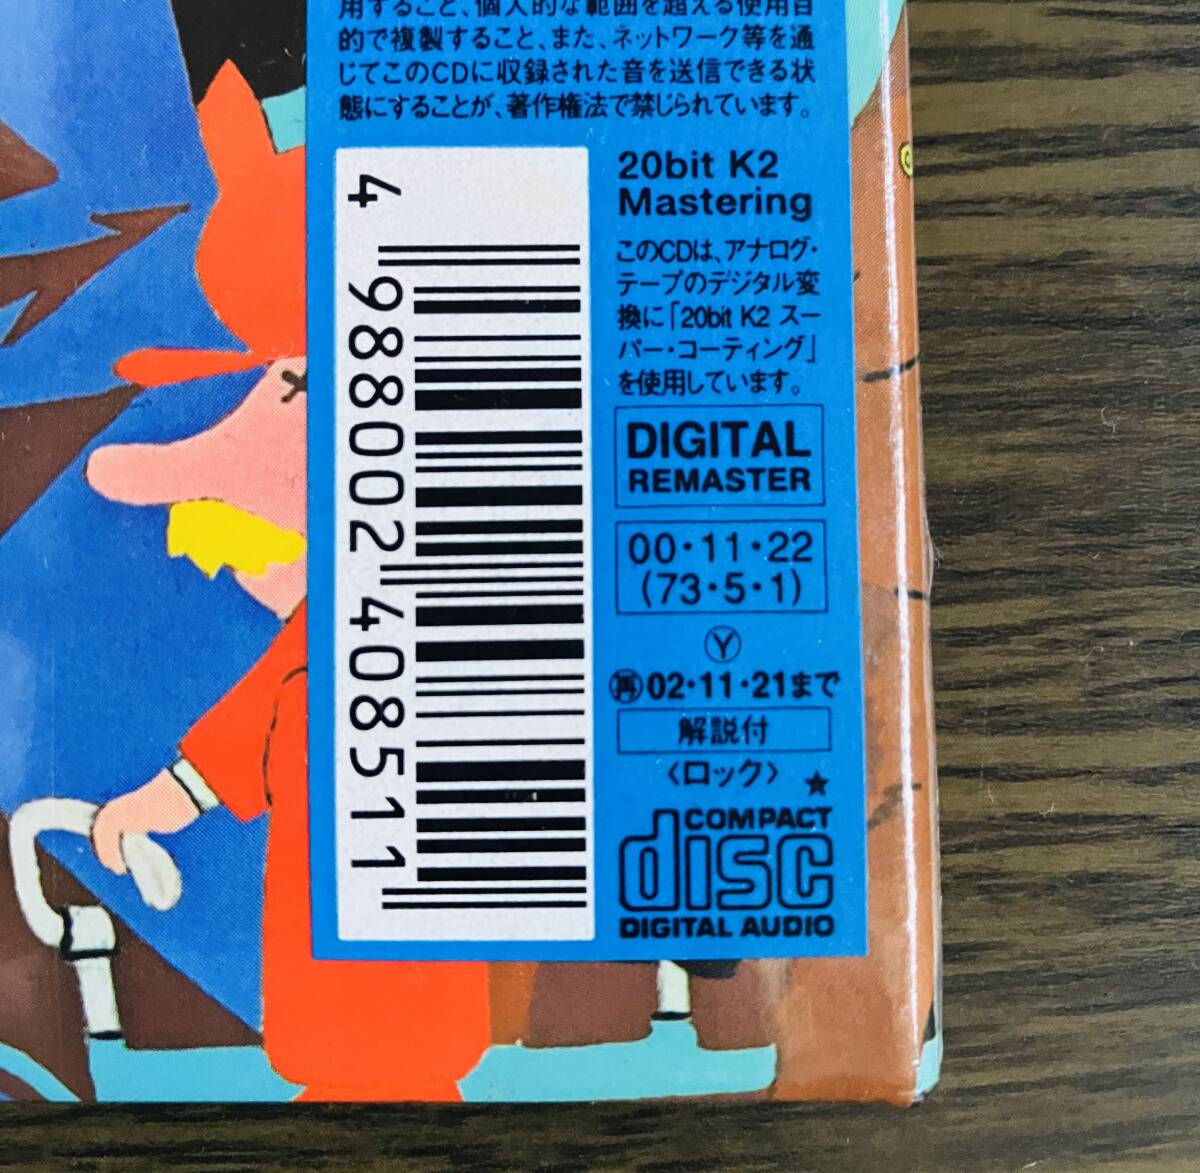 用すること、個人的な範囲を超える使用目
的で複製すること、また、ネットワーク等を通
じてこのCDに収録された音を送信できる状
態にすることが、著作権法で禁じられています。
20bit K2
Mastering
このCDは、アナログ・
テープのデジタル変
換に「20bit K2 スー
パー・コーディング」
を使用しています。
DIGITAL
REMASTER
00・11・22
(73・5・1)
Ⓨ
㊢02・11・21まで
解説付
〈ロック〉
★
COMPACT
disc
DIGITAL AUDIO
4 988002 408511